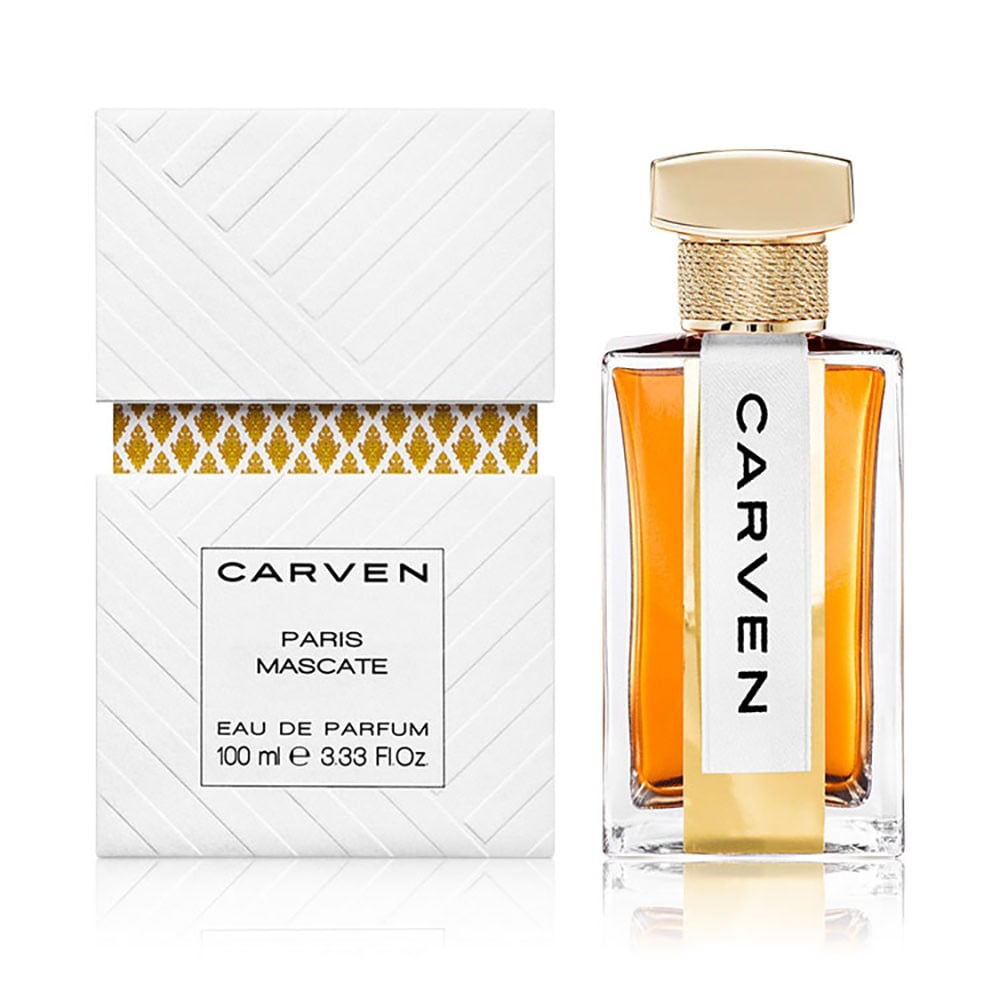 CARVEN
PARIS
MASCATE
EAU DE PARFUM
100 ml e 3.33 Fl.Oz.
CARVEN